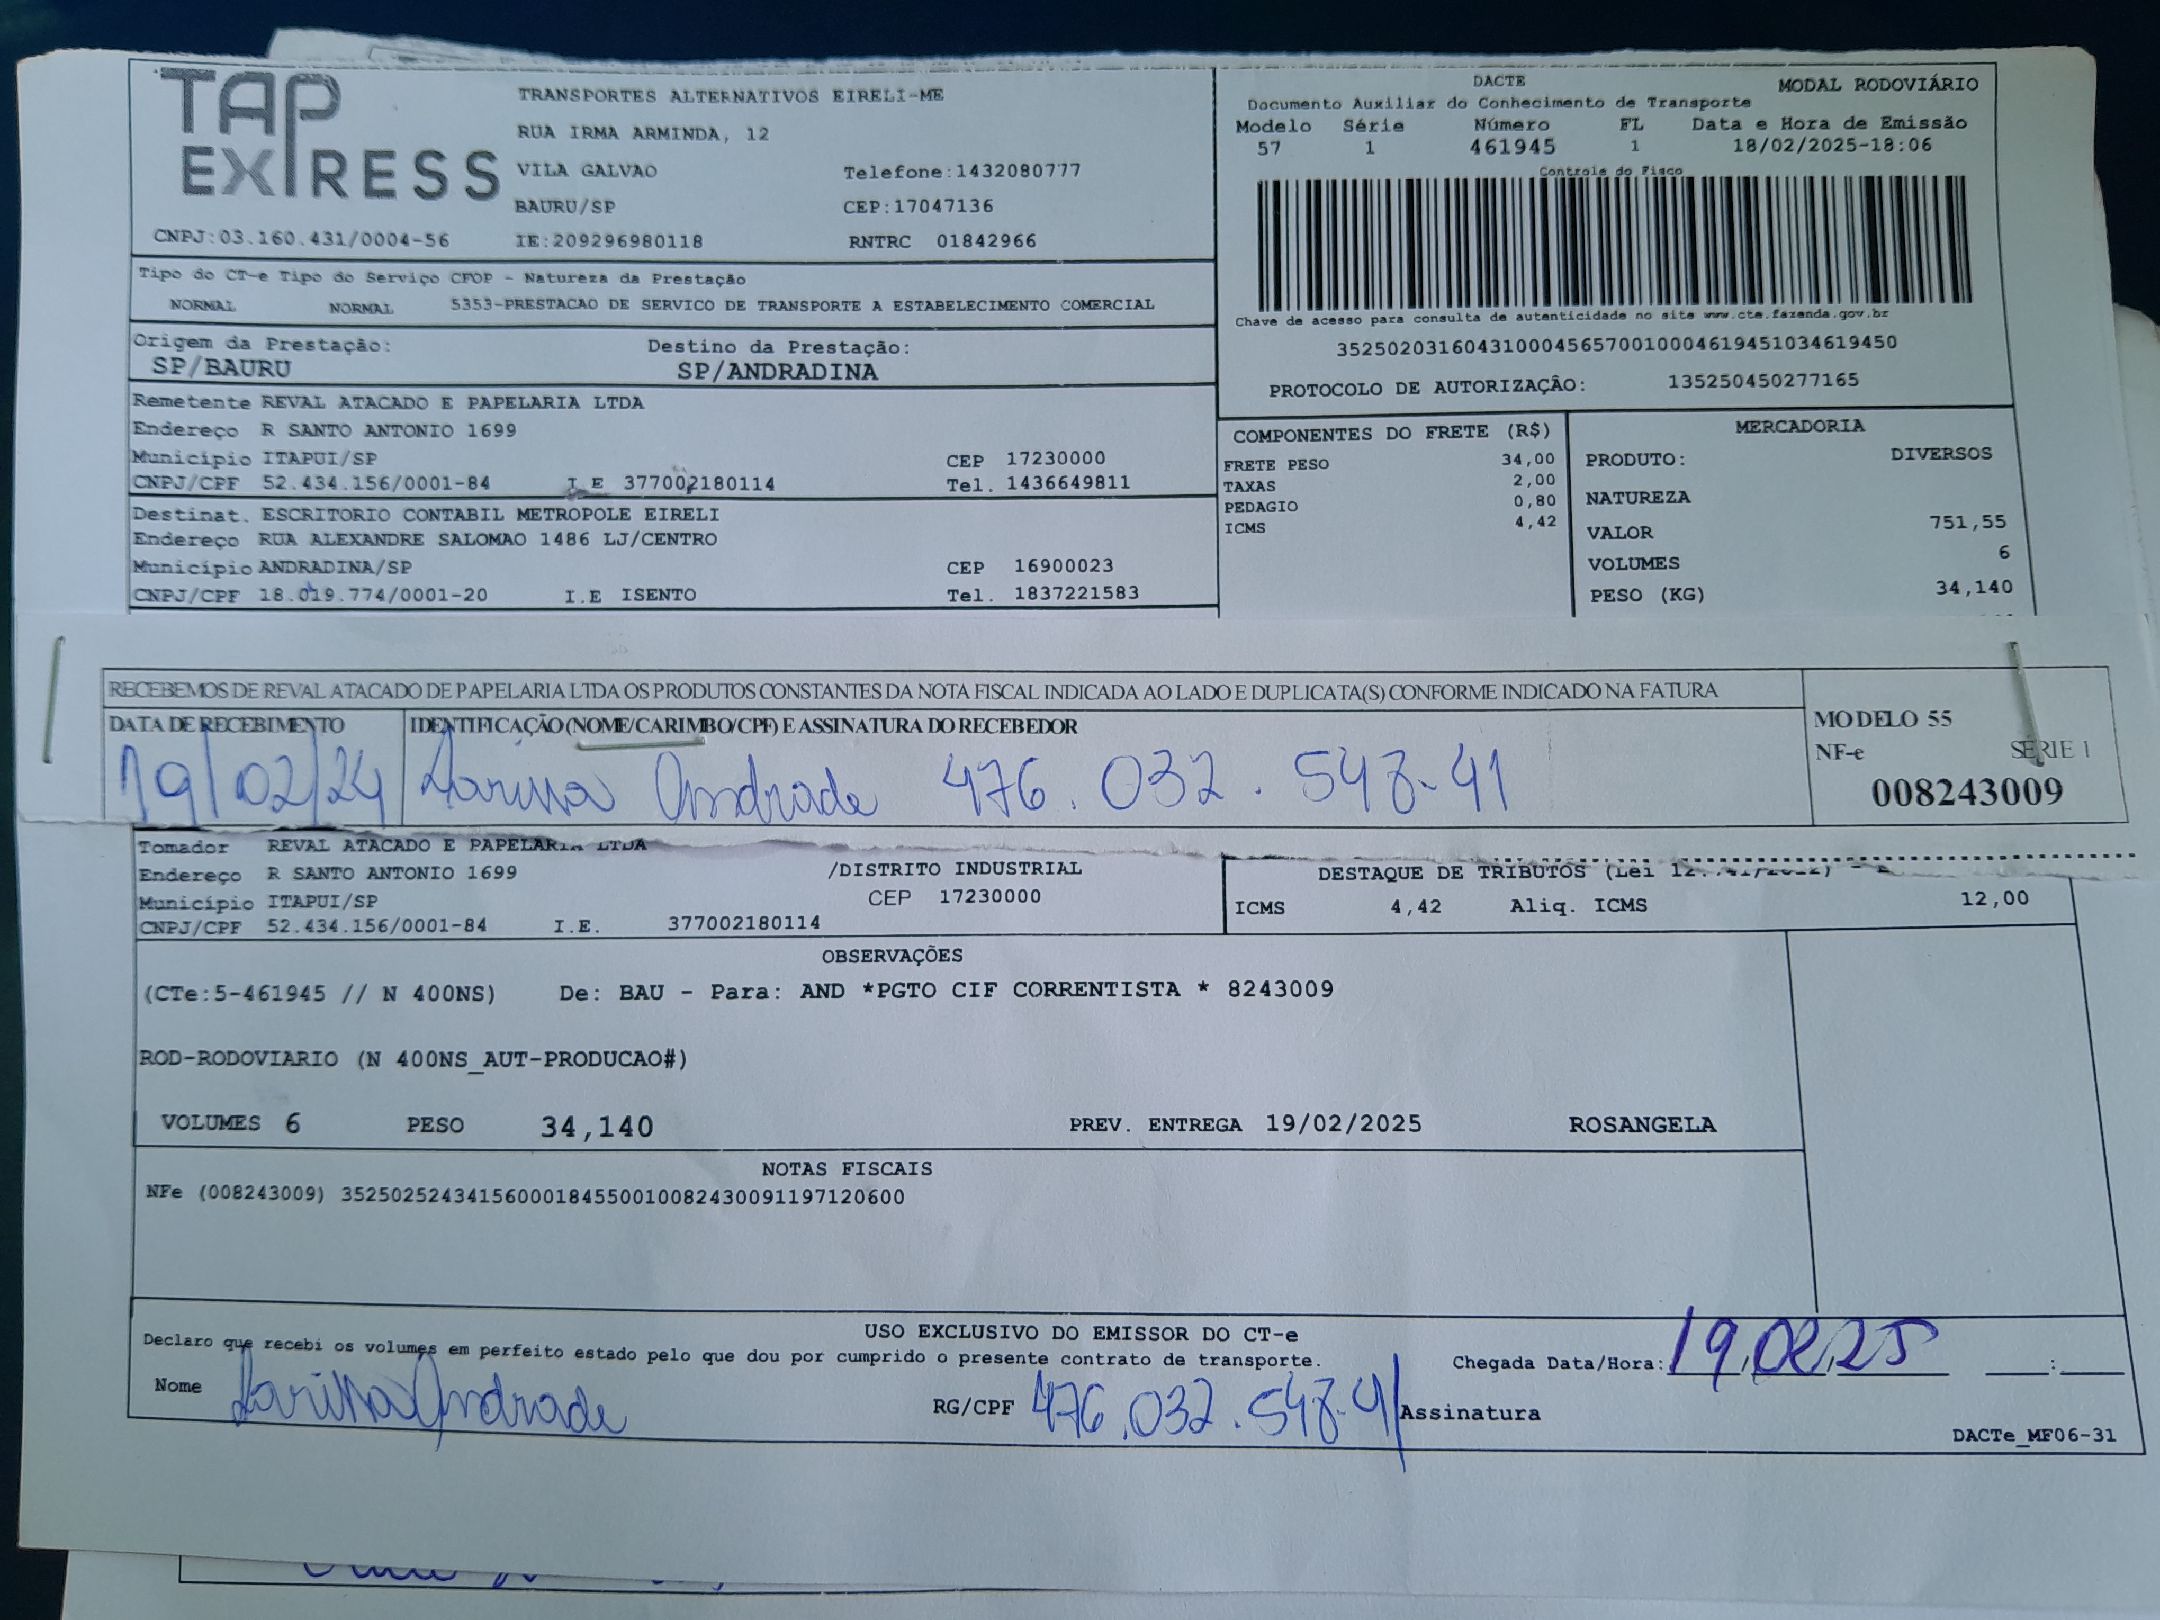 TAP EXPRESS
TRANSPORTES ALTERNATIVOS EIRELI-ME
RUA IRMA ARMINDA, 12
VILA GALVAO Telefone:1432080777
BAURU/SP CEP:17047136
CNPJ:03.160.431/0004-56 IE:209296980118 RNTRC 01842966
DACTE MODAL RODOVIÁRIO
Documento Auxiliar do Conhecimento de Transporte
Modelo Série Número FL Data e Hora de Emissão
57 1 461945 1 18/02/2025-18:06
Controle do Fisco
Chave de acesso para consulta de autenticidade no site www.cte.fazenda.gov.br
35250203160431000456570010004619451034619450
PROTOCOLO DE AUTORIZAÇÃO: 135250450277165
Tipo do CT-e Tipo do Serviço CFOP - Natureza da Prestação
NORMAL NORMAL 5353-PRESTACAO DE SERVICO DE TRANSPORTE A ESTABELECIMENTO COMERCIAL
Origem da Prestação: Destino da Prestação:
SP/BAURU SP/ANDRADINA
Remetente REVAL ATACADO E PAPELARIA LTDA
Endereço R SANTO ANTONIO 1699
Município ITAPUI/SP CEP 17230000
CNPJ/CPF 52.434.156/0001-84 I E 377002180114 Tel. 1436649811
Destinat. ESCRITORIO CONTABIL METROPOLE EIRELI
Endereço RUA ALEXANDRE SALOMAO 1486 LJ/CENTRO
Município ANDRADINA/SP CEP 16900023
CNPJ/CPF 18.019.774/0001-20 I.E ISENTO Tel. 1837221583
COMPONENTES DO FRETE (R$)
FRETE PESO 34,00
TAXAS 2,00
PEDAGIO 0,80
ICMS 4,42
MERCADORIA
PRODUTO: DIVERSOS
NATUREZA
VALOR 751,55
VOLUMES 6
PESO (KG) 34,140
RECEBEMOS DE REVAL ATACADO DE PAPELARIA LTDA OS PRODUTOS CONSTANTES DA NOTA FISCAL INDICADA AO LADO E DUPLICATA(S) CONFORME INDICADO NA FATURA
DATA DE RECEBIMENTO IDENTIFICAÇÃO (NOME/CARIMBO/CPF) E ASSINATURA DO RECEBEDOR
19/02/24 Larissa Andrade 476.032.548-41
MODELO 55
NF-e SÉRIE 1
008243009
Tomador REVAL ATACADO E PAPELARIA LTDA
Endereço R SANTO ANTONIO 1699 /DISTRITO INDUSTRIAL
Município ITAPUI/SP CEP 17230000
CNPJ/CPF 52.434.156/0001-84 I.E. 377002180114
DESTAQUE DE TRIBUTOS (Lei
ICMS 4,42 Aliq. ICMS 12,00
OBSERVAÇÕES
(CTe:5-461945 // N 400NS) De: BAU - Para: AND *PGTO CIF CORRENTISTA * 8243009
ROD-RODOVIARIO (N 400NS_AUT-PRODUCAO#)
VOLUMES 6 PESO 34,140 PREV. ENTREGA 19/02/2025 ROSANGELA
NOTAS FISCAIS
NFe (008243009) 35250252434156000184550010082430091197120600
USO EXCLUSIVO DO EMISSOR DO CT-e
Declaro que recebi os volumes em perfeito estado pelo que dou por cumprido o presente contrato de transporte.
Chegada Data/Hora: 19.02.25 :
Nome Larissa Andrade RG/CPF 476.032.548-41 Assinatura
DACTe_MF06-31